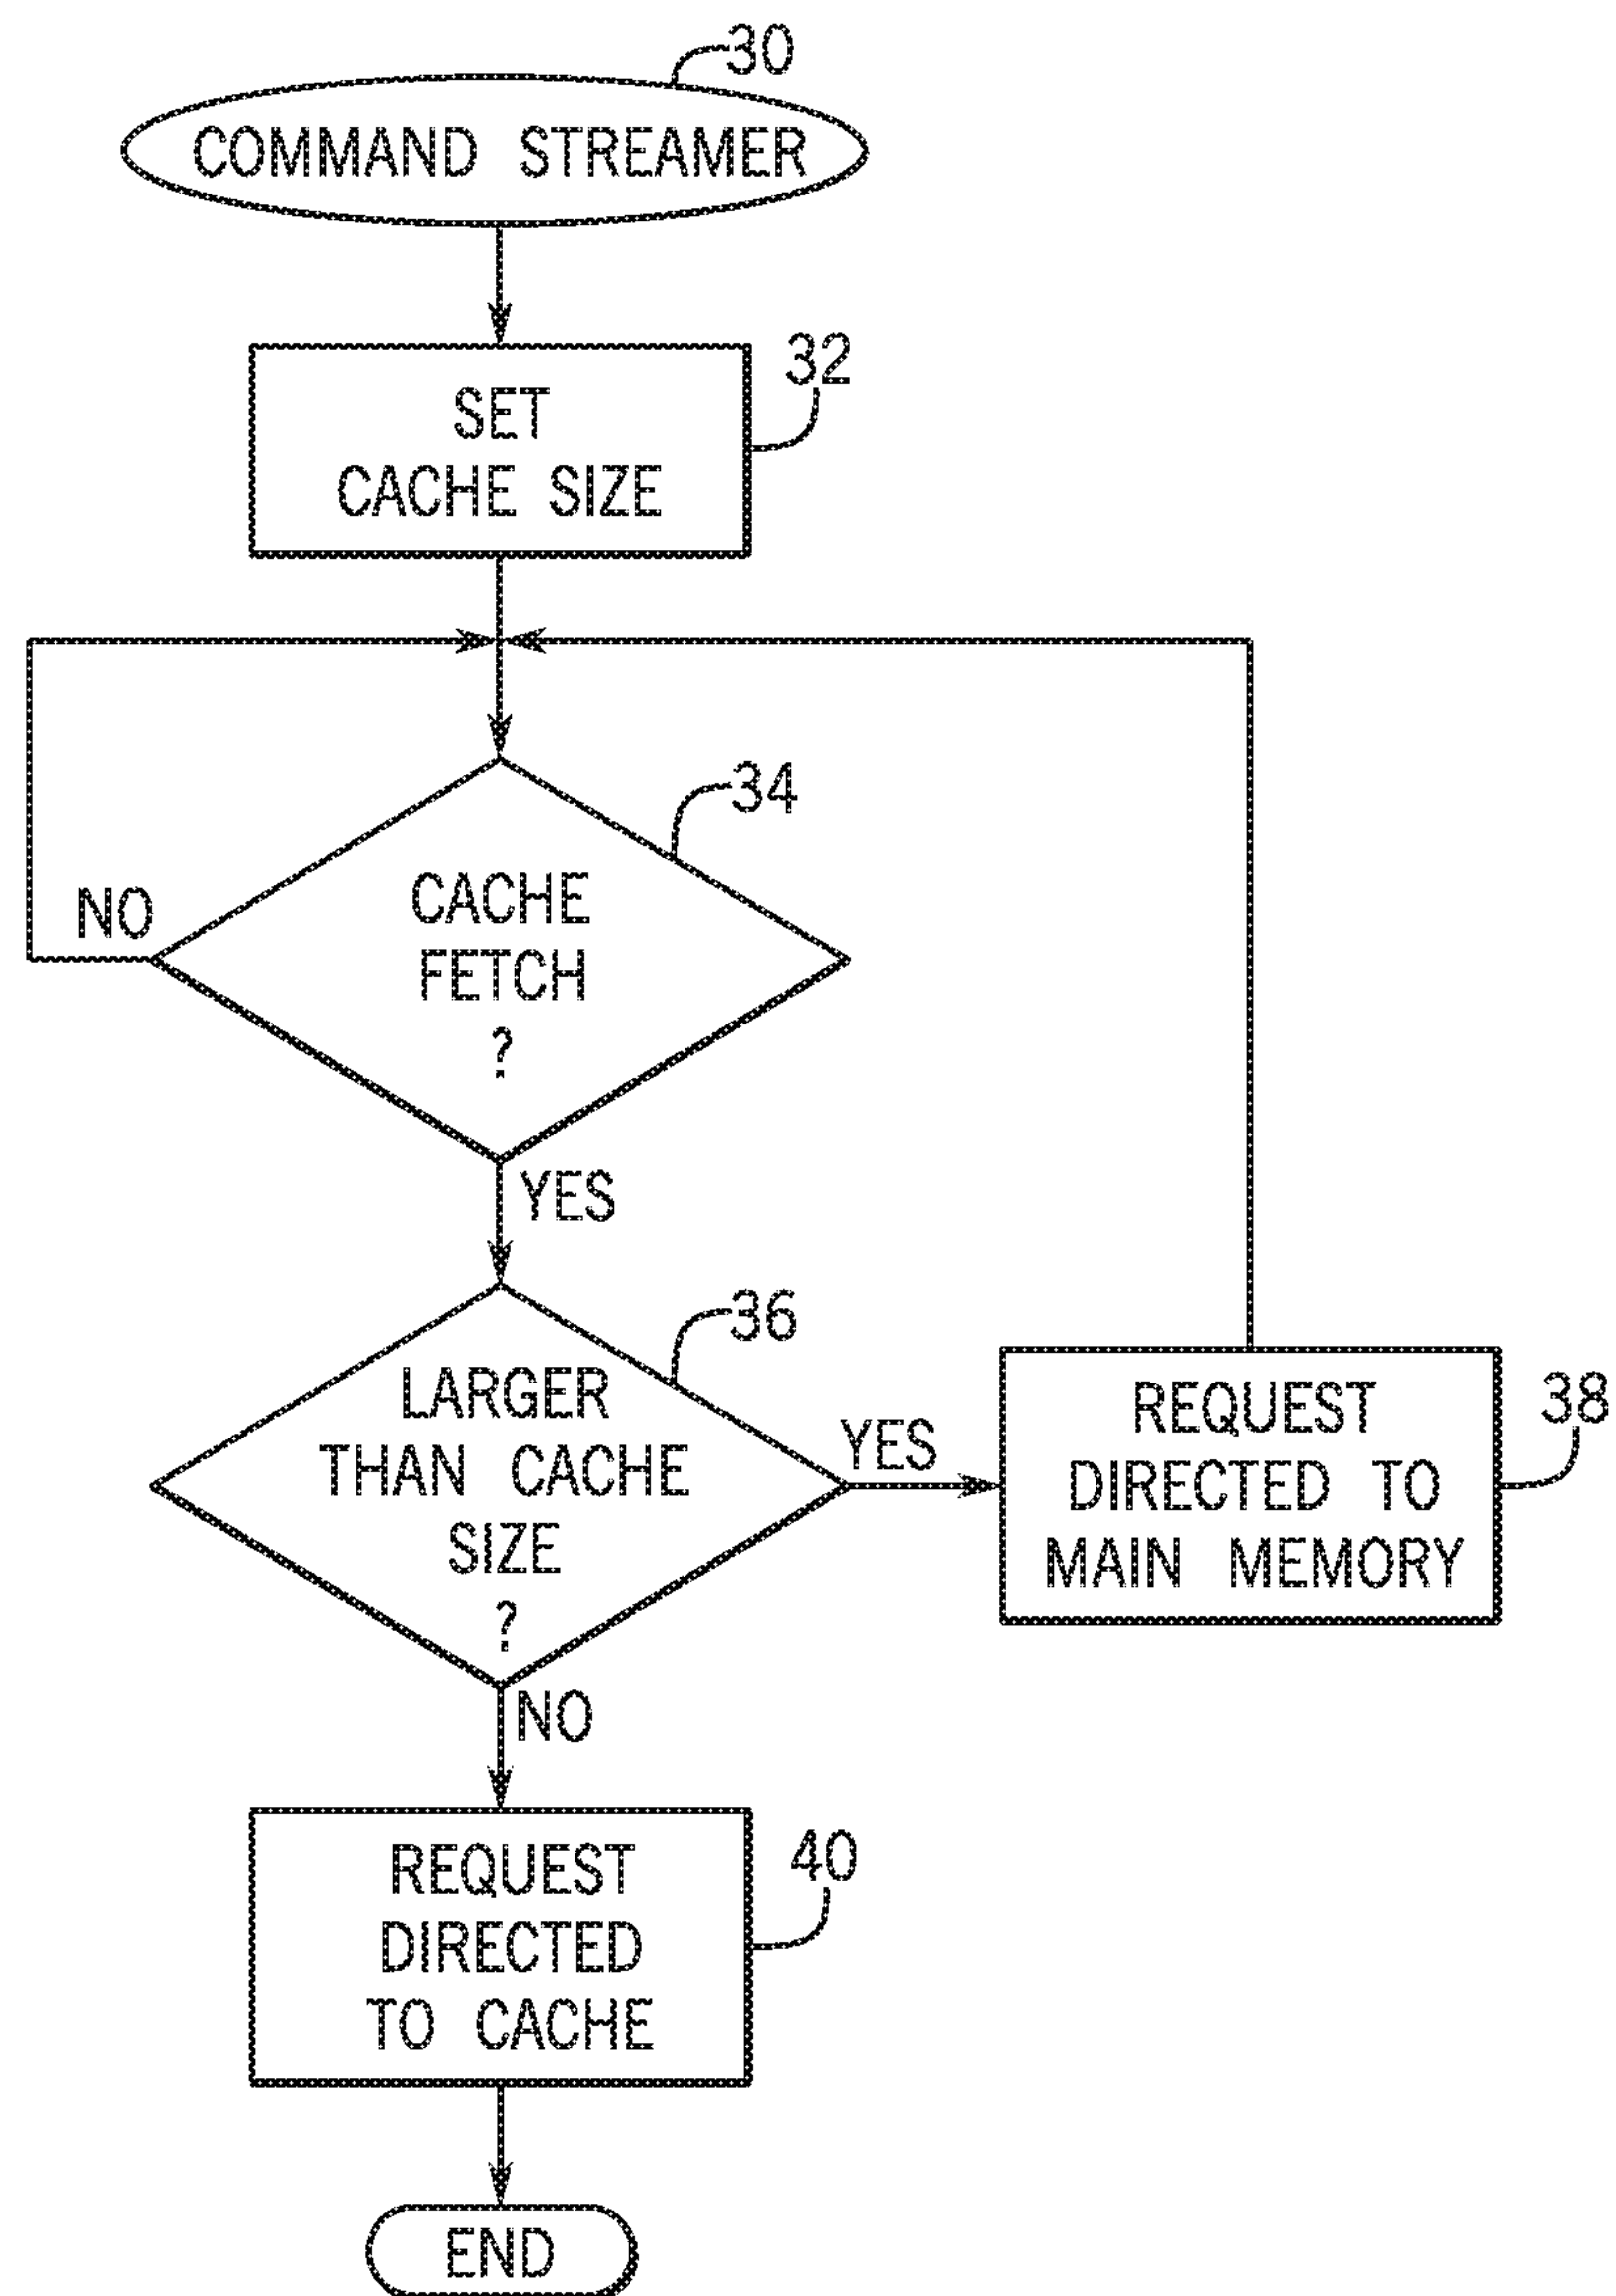 30
COMMAND STREAMER
32
SET
CACHE SIZE
34
CACHE
FETCH
?
NO
YES
36
LARGER
THAN CACHE
SIZE
?
YES
38
REQUEST
DIRECTED TO
MAIN MEMORY
NO
40
REQUEST
DIRECTED
TO CACHE
END